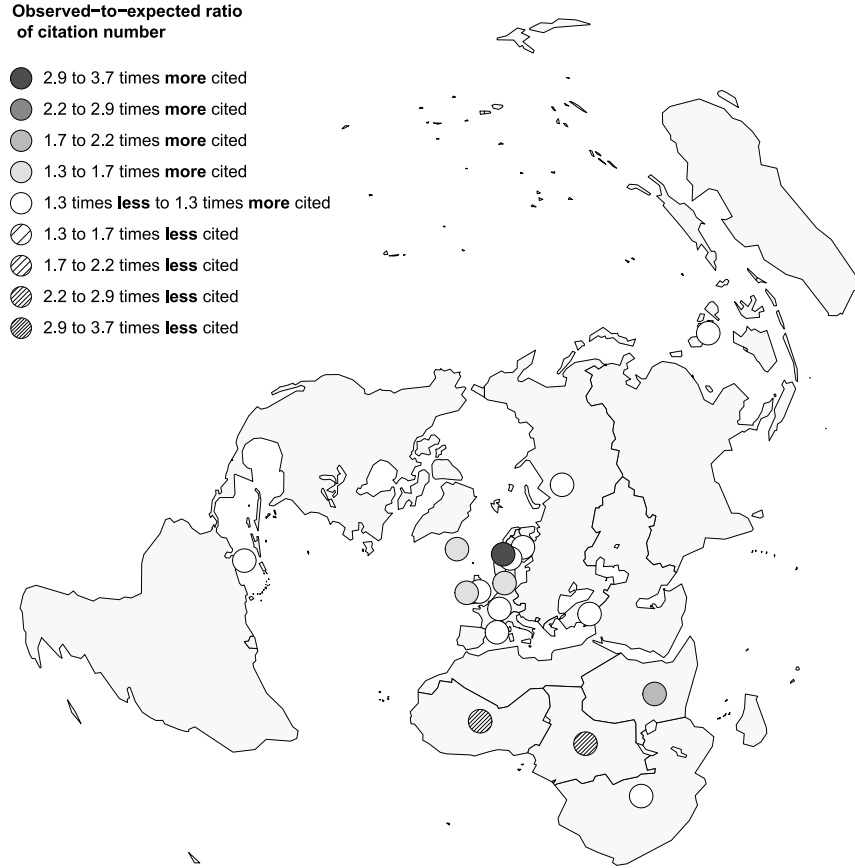 Observed−to−expected ratio
of citation number
2.9 to 3.7 times more cited
2.2 to 2.9 times more cited
1.7 to 2.2 times more cited
1.3 to 1.7 times more cited
1.3 times less to 1.3 times more cited
1.3 to 1.7 times less cited
1.7 to 2.2 times less cited
2.2 to 2.9 times less cited
2.9 to 3.7 times less cited